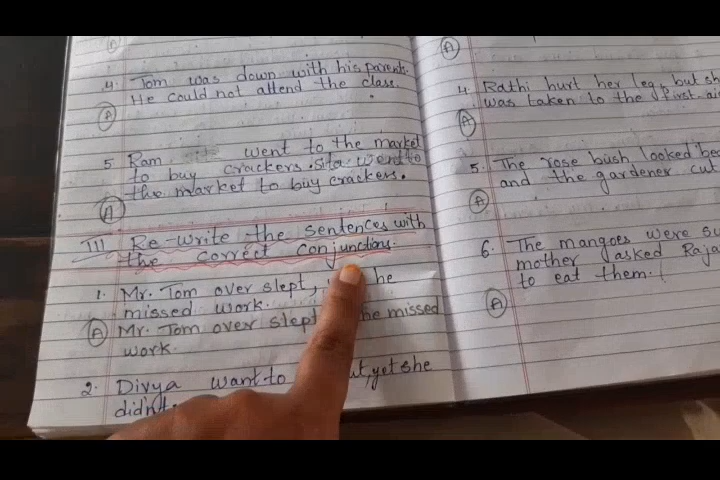 A
4. Tom was down with his parents.
He could not attend the class.
A
5 Ram went to the market
to buy crackers. Sita went to
the market to buy crackers.
A
III Re-write the sentences with
the correct conjunctions.
1. Mr. Tom over slept, he
missed work.
A Mr. Tom over slept he missed
work.
2. Divya want to yet she
didn't.
A
4. Rathi hurt her leg, but sh
was taken to the first ai
A
5. The rose bush looked be
and the gardener cut
A
6. The mangoes were su
mother asked Raja
to eat them.
A